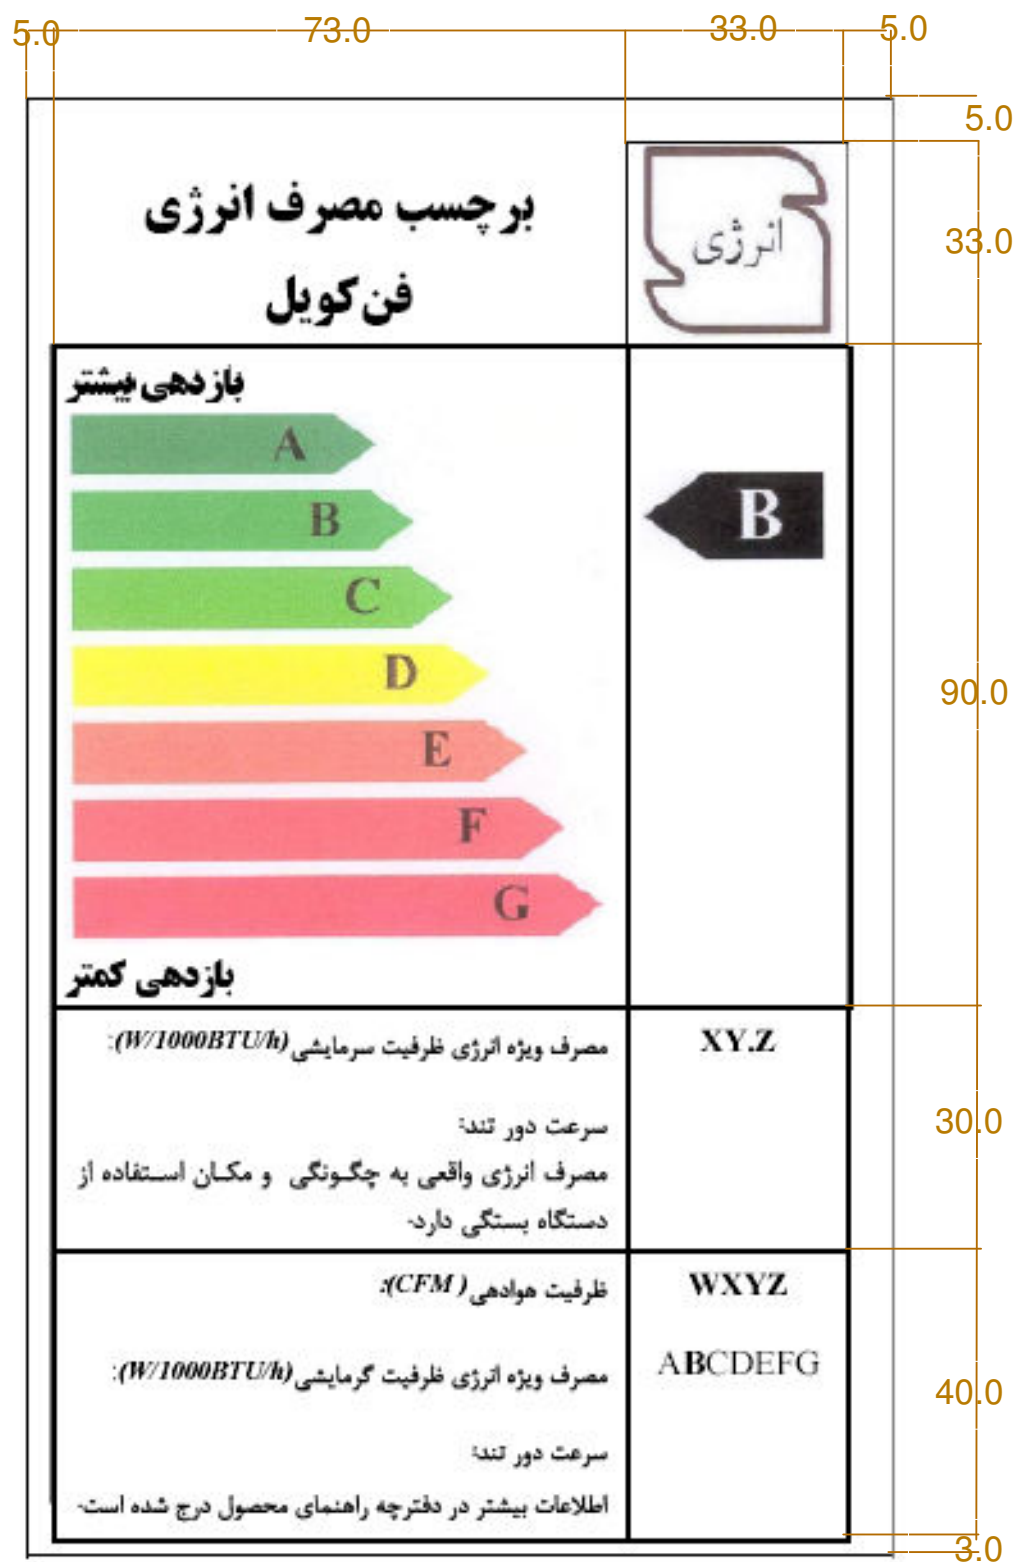 5.0 73.0 33.0 5.0
5.0
برچسب مصرف انرژی
انرژی
33.0
فن کویل
بازدهی بیشتر
A
B
B
C
D
90.0
E
F
G
بازدهی کمتر
مصرف ویژه انرژی ظرفیت سرمایشی (W/1000BTU/h):
XY.Z
سرعت دور تند:
30.0
مصرف انرژی واقعی به چگونگی و مکان استفاده از
دستگاه بستگی دارد.
ظرفیت هوادهی (CFM):
WXYZ
مصرف ویژه انرژی ظرفیت گرمایشی (W/1000BTU/h):
ABCDEFG
40.0
سرعت دور تند:
اطلاعات بیشتر در دفترچه راهنمای محصول درج شده است.
3.0